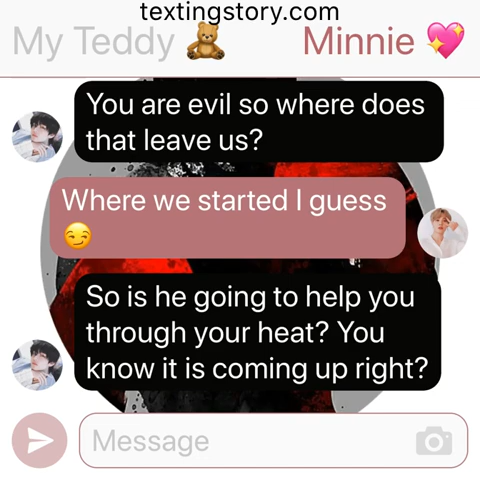 textingstory.com
My Teddy 🧸 Minnie 💖
You are evil so where does
that leave us?
Where we started I guess
😏
So is he going to help you
through your heat? You
know it is coming up right?
Message